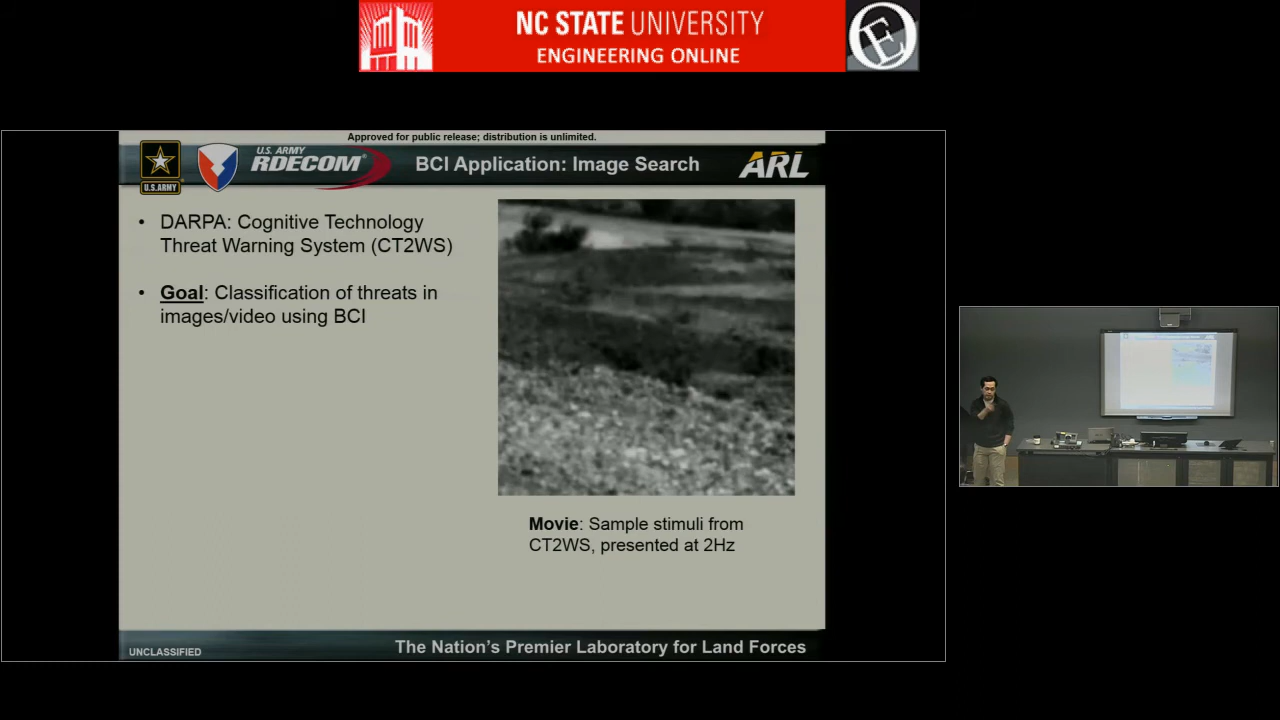 NC STATE UNIVERSITY
ENGINEERING ONLINE
Approved for public release; distribution is unlimited.
U.S. ARMY
U.S. ARMY
RDECOM®
BCI Application: Image Search
ARL
• DARPA: Cognitive Technology
Threat Warning System (CT2WS)
• Goal: Classification of threats in
images/video using BCI
Movie: Sample stimuli from
CT2WS, presented at 2Hz
UNCLASSIFIED
The Nation's Premier Laboratory for Land Forces